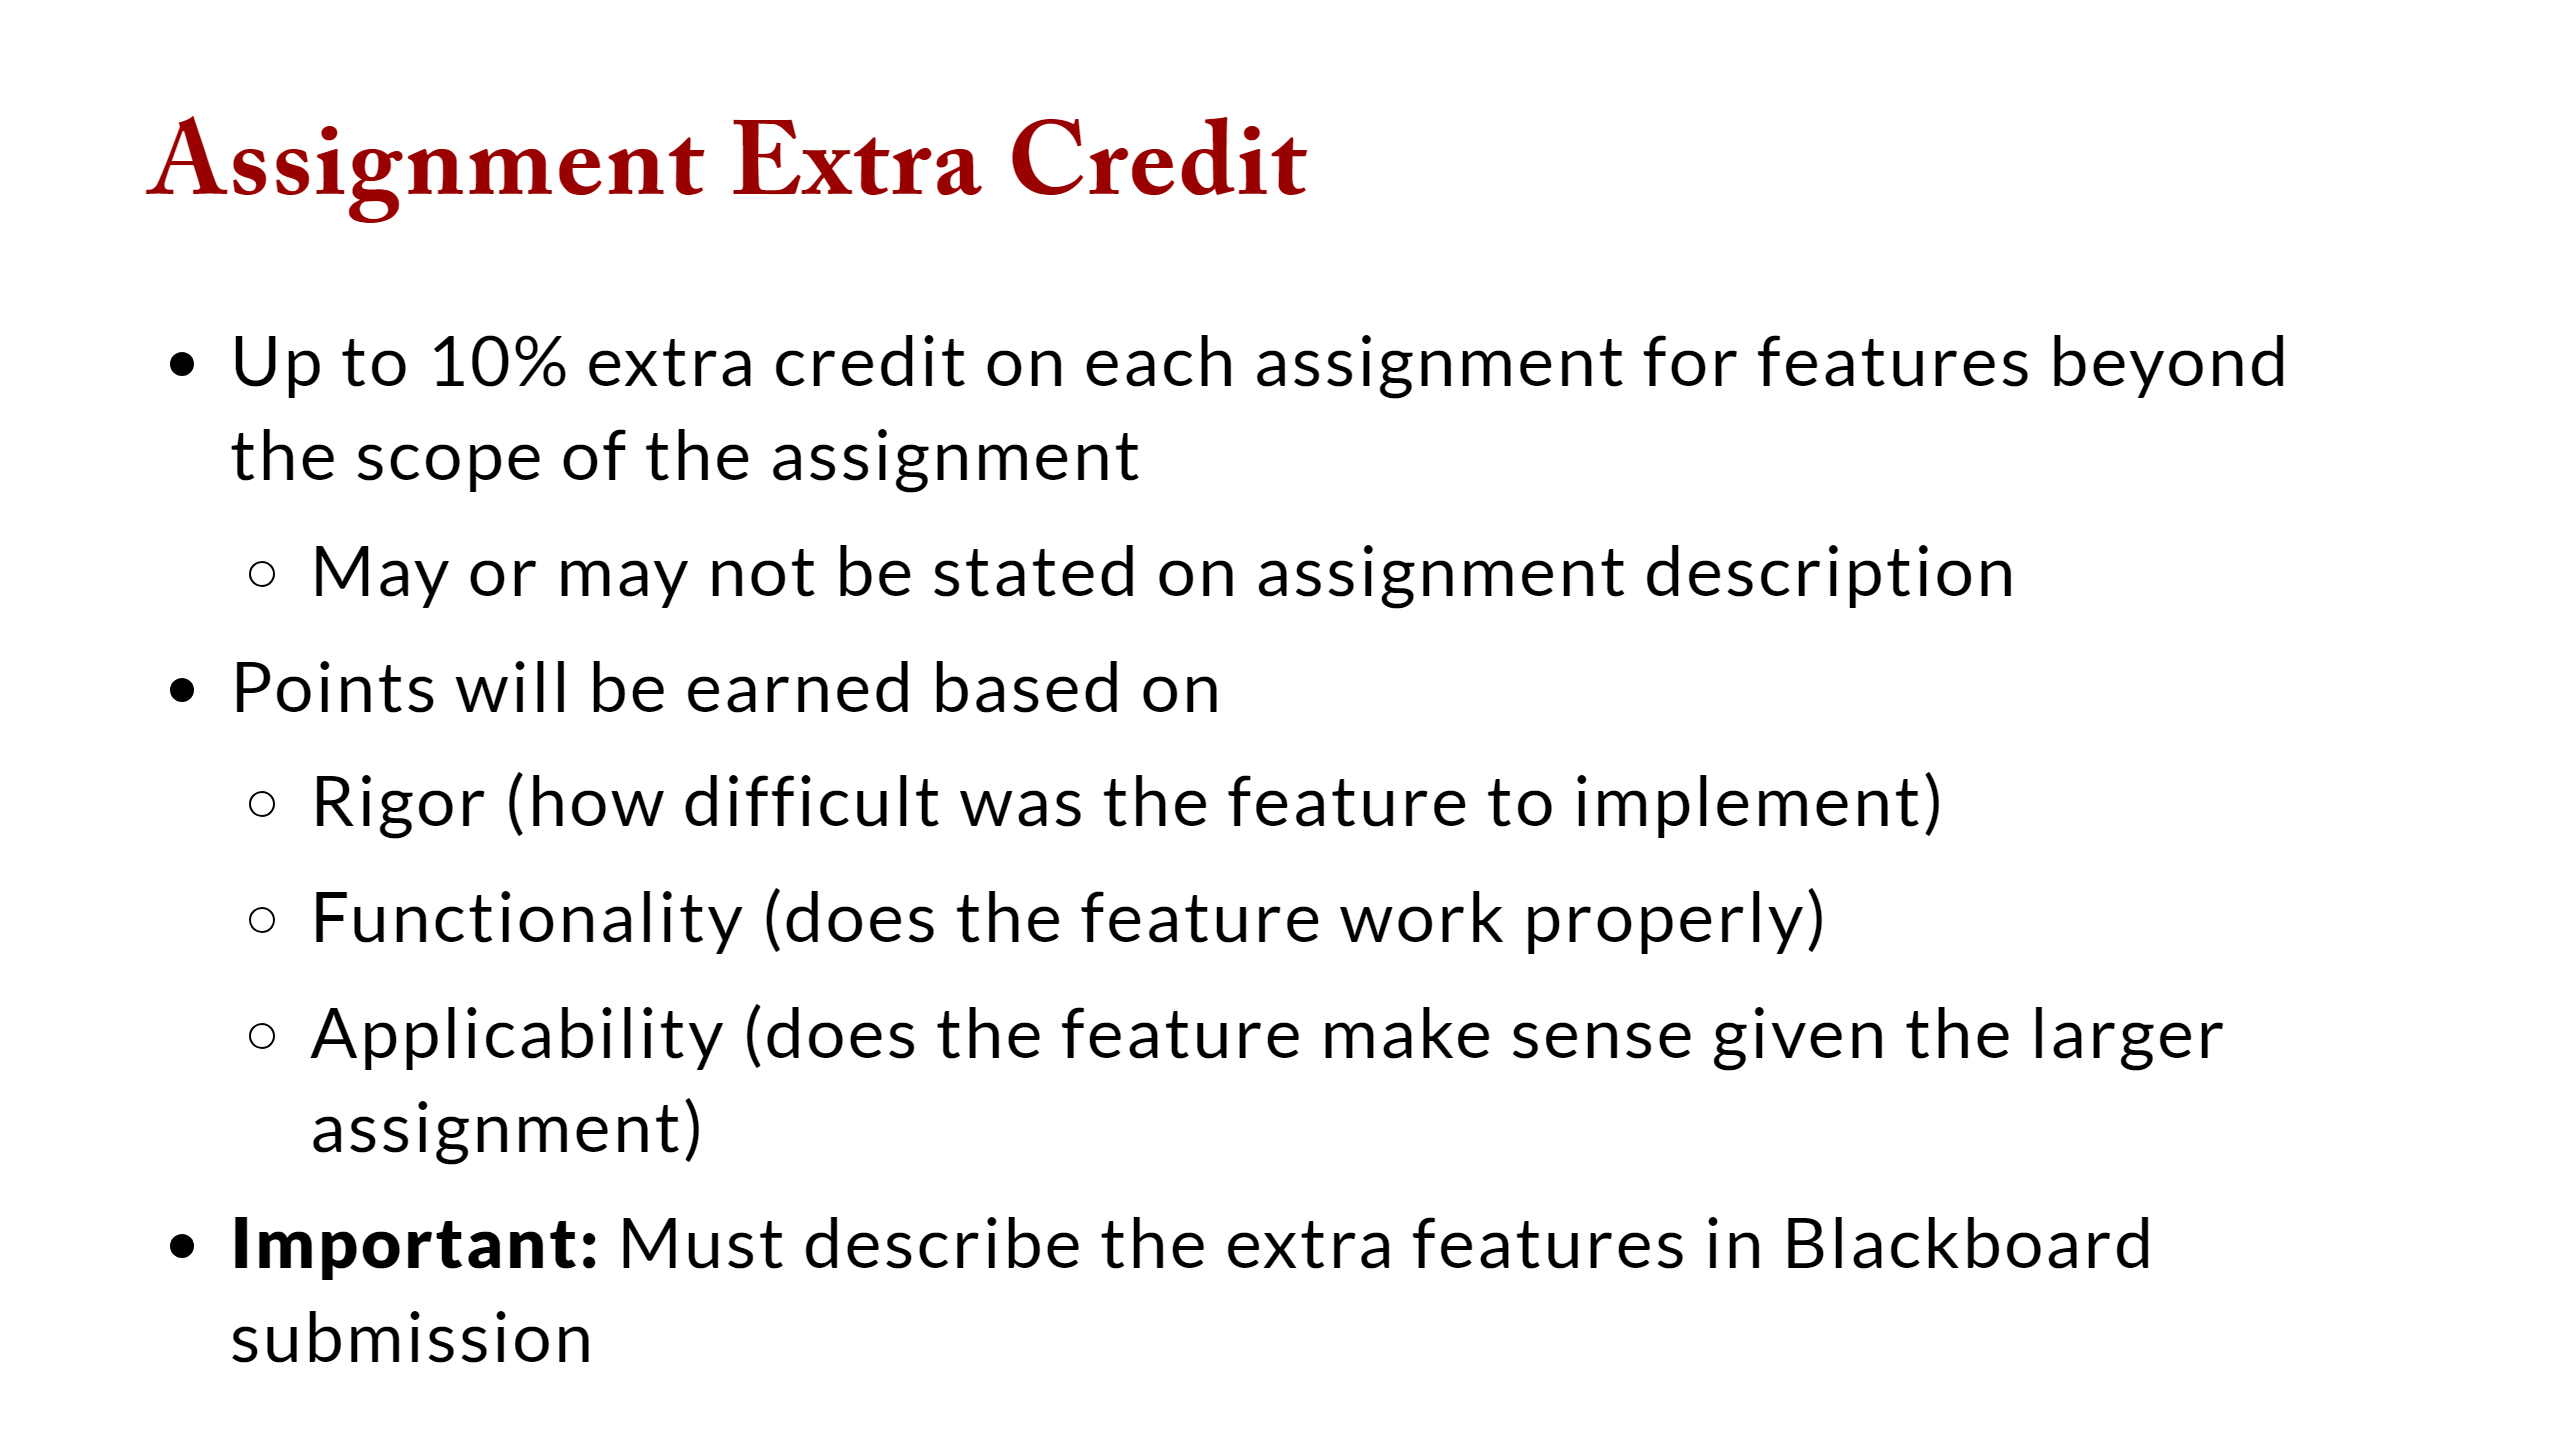 Assignment Extra Credit
• Up to 10% extra credit on each assignment for features beyond
the scope of the assignment
○ May or may not be stated on assignment description
• Points will be earned based on
○ Rigor (how difficult was the feature to implement)
○ Functionality (does the feature work properly)
○ Applicability (does the feature make sense given the larger
assignment)
• Important: Must describe the extra features in Blackboard
submission